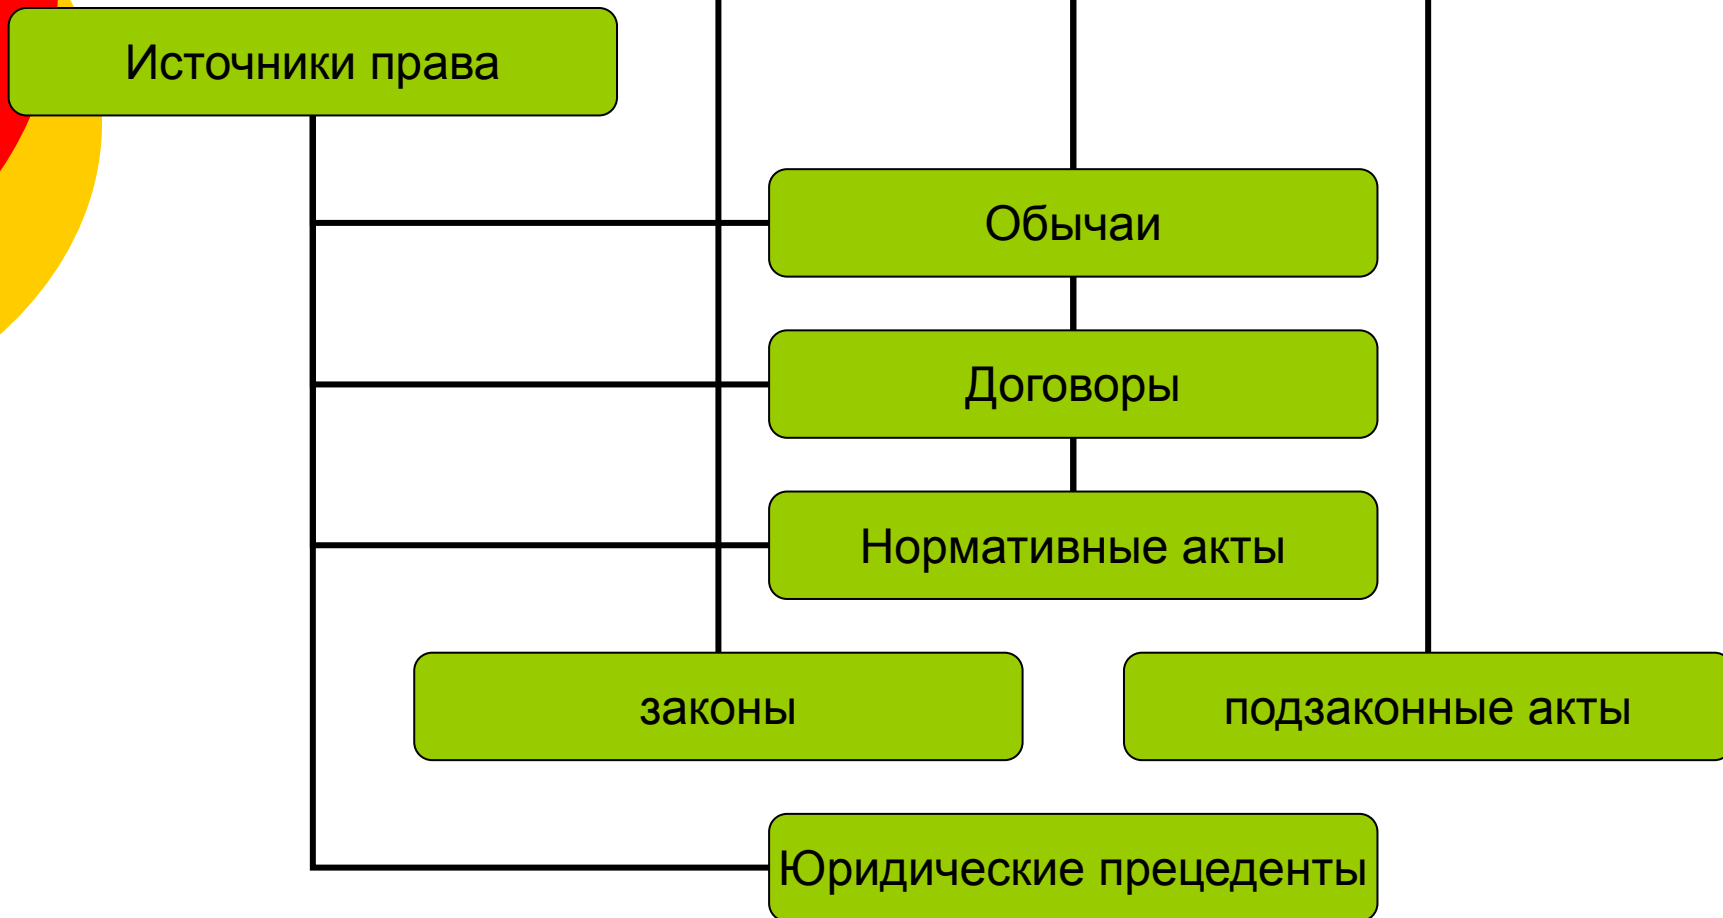 Источники права
Обычаи
Договоры
Нормативные акты
законы
подзаконные акты
Юридические прецеденты